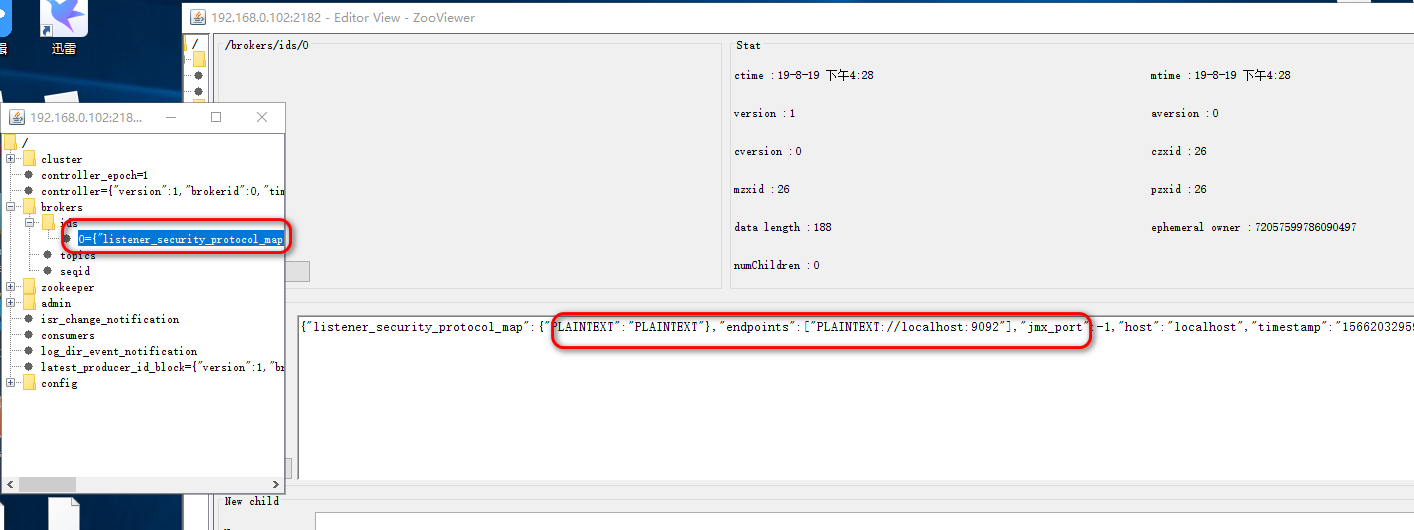 迅雷
192.168.0.102:2182 - Editor View - ZooViewer
/
/brokers/ids/0
Stat
ctime :19-8-19 下午4:28
mtime :19-8-19 下午4:28
version :1
aversion :0
cversion :0
czxid :26
mzxid :26
pzxid :26
data length :188
ephemeral owner :72057599786090497
numChildren :0
192.168.0.102:218...
/
cluster
controller_epoch=1
controller={"version":1,"brokerid":0,"tim
brokers
ids
0={"listener_security_protocol_map
topics
seqid
zookeeper
admin
isr_change_notification
consumers
log_dir_event_notification
latest_producer_id_block={"version":1,"br
config
{"listener_security_protocol_map":{"PLAINTEXT":"PLAINTEXT"},"endpoints":["PLAINTEXT://localhost:9092"],"jmx_port":-1,"host":"localhost","timestamp":"15662032955
New child